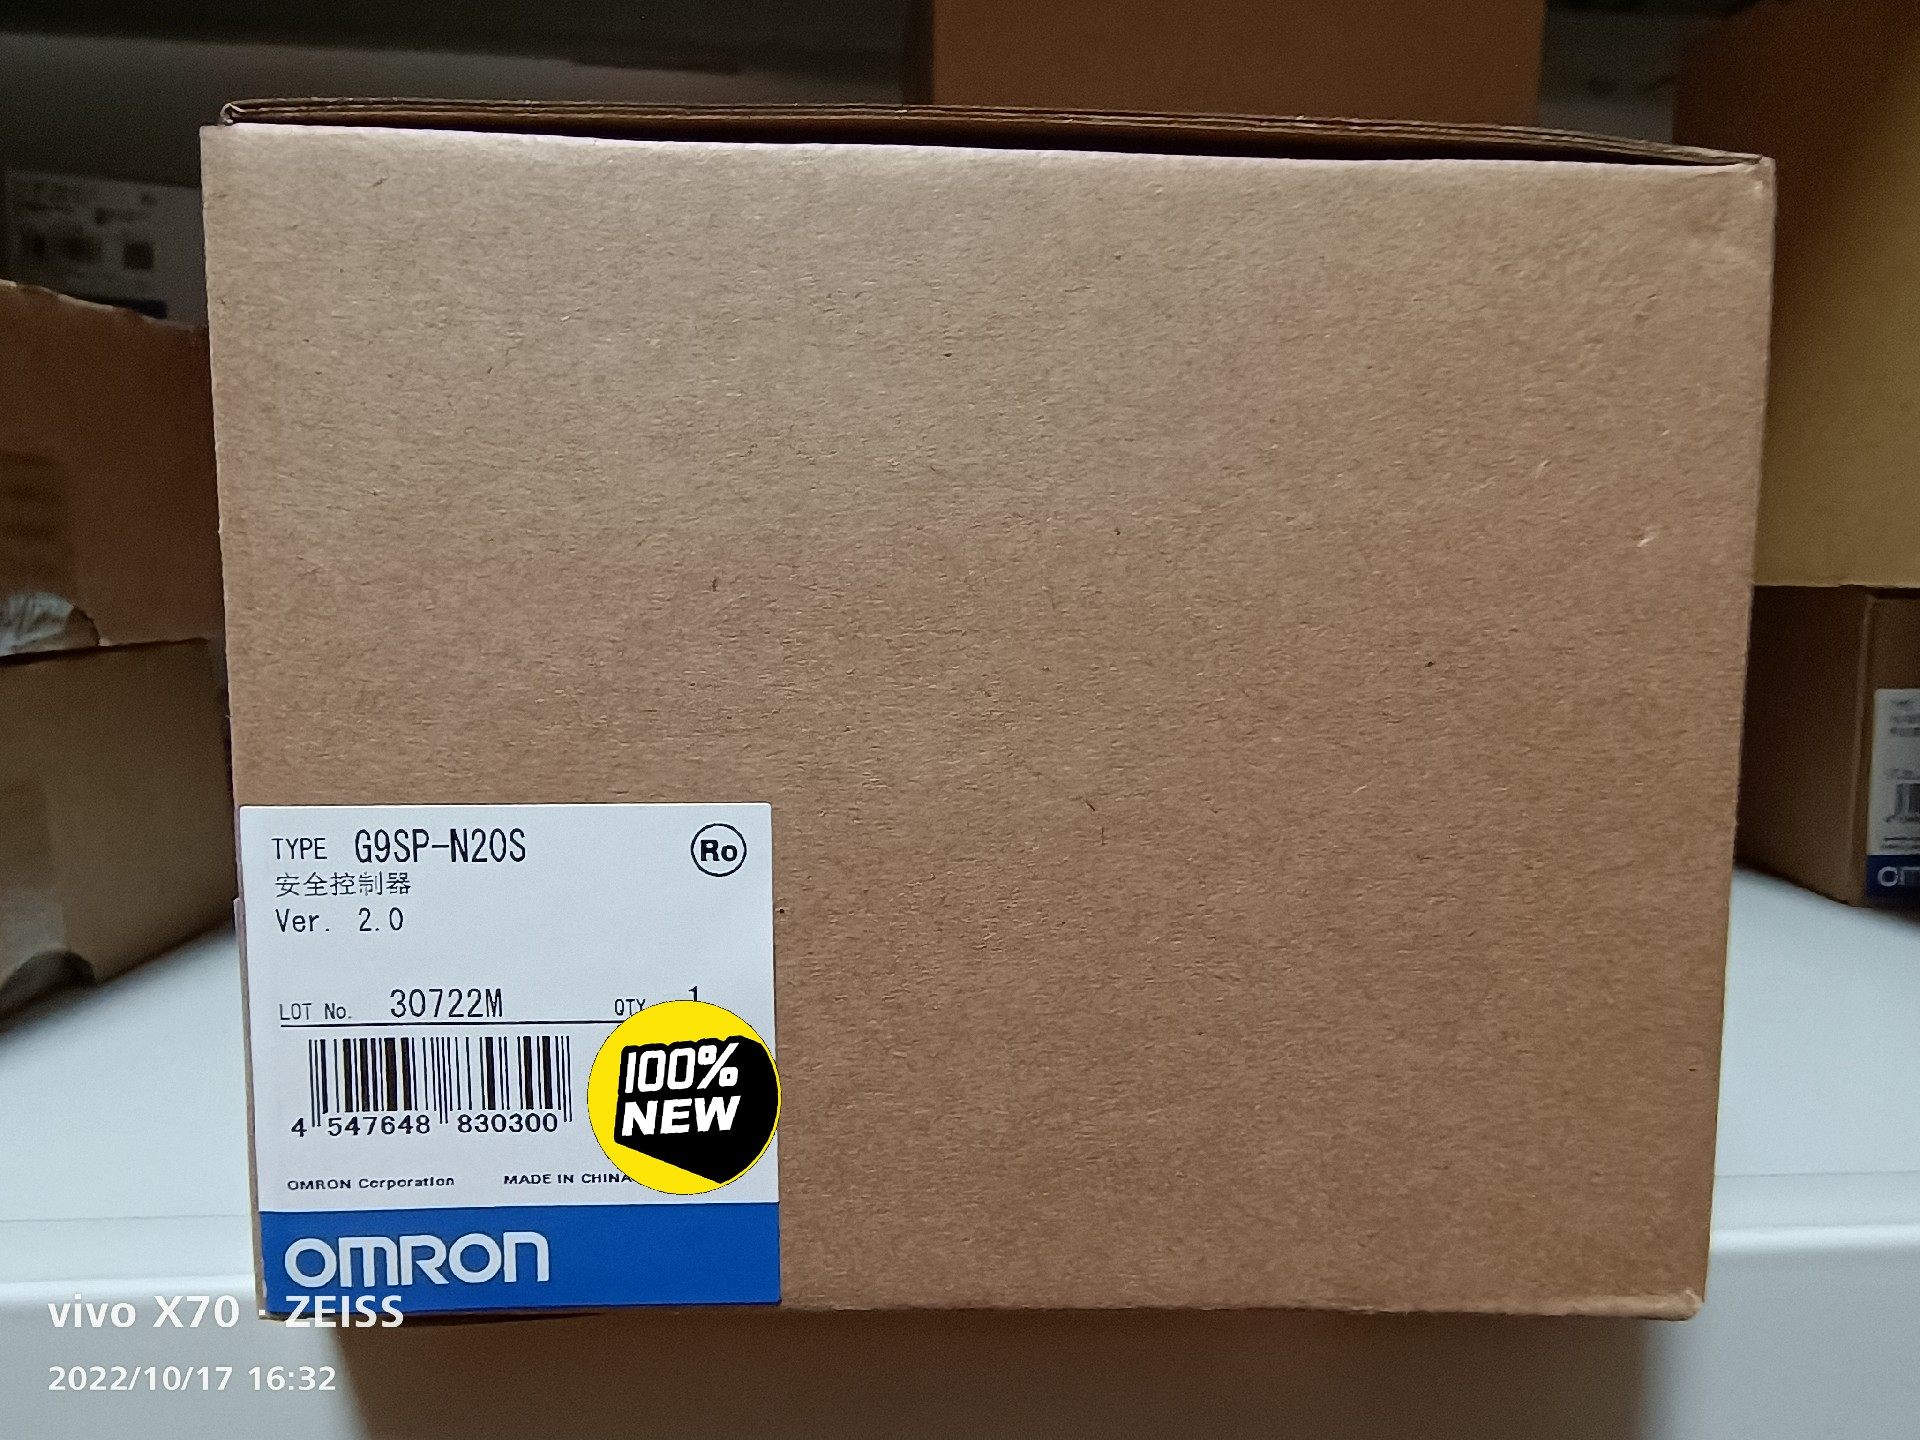 TYPE G9SP-N20S Ro
安全控制器
Ver. 2.0
LOT No. 30722M QTY 1
100%
NEW
4 547648 830300
OMRON Corporation MADE IN CHINA
OMRON
vivo X70 · ZEISS
2022/10/17 16:32